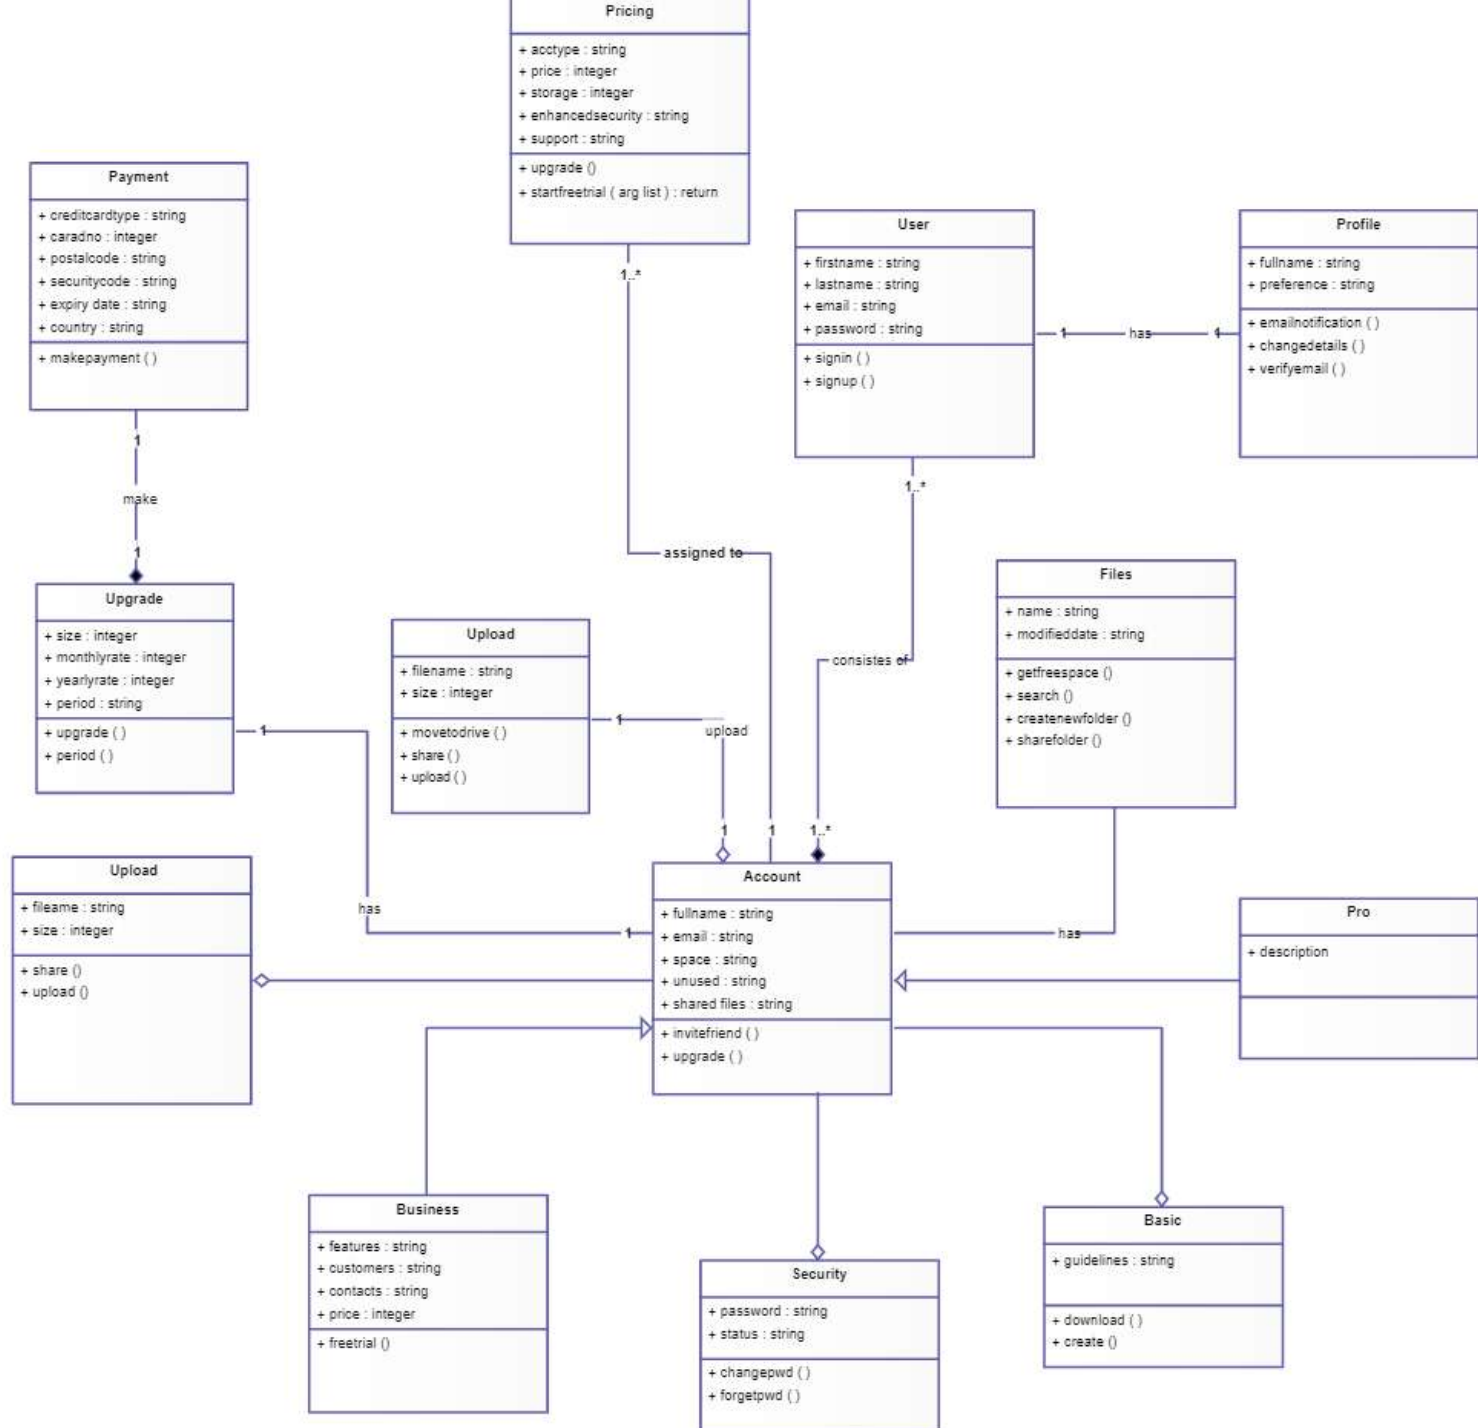 Pricing
+ acctype : string
+ price : integer
+ storage : integer
+ enhancedsecurity : string
+ support : string
+ upgrade ()
+ startfreetrial ( arg list ) : return
1..*
Payment
+ creditcardtype : string
+ caradno : integer
+ postalcode : string
+ securitycode : string
+ expiry date : string
+ country : string
+ makepayment ( )
1
make
1
User
+ firstname : string
+ lastname : string
+ email : string
+ password : string
+ signin ( )
+ signup ( )
1
has
1
Profile
+ fullname : string
+ preference : string
+ emailnotification ( )
+ changedetails ( )
+ verifyemail ( )
1..*
assigned to
consistes of
Upgrade
+ size : integer
+ monthlyrate : integer
+ yearlyrate : integer
+ period : string
+ upgrade ( )
+ period ( )
1
Upload
+ filename : string
+ size : integer
+ movetodrive ( )
+ share ( )
+ upload ( )
1
upload
Files
+ name : string
+ modifieddate : string
+ getfreespace ()
+ search ()
+ createnewfolder ()
+ sharefolder ()
1
1
1..*
Upload
+ fileame : string
+ size : integer
+ share ()
+ upload ()
has
1
Account
+ fullname : string
+ email : string
+ space : string
+ unused : string
+ shared files : string
+ invitefriend ( )
+ upgrade ( )
has
Pro
+ description
Business
+ features : string
+ customers : string
+ contacts : string
+ price : integer
+ freetrial ()
Security
+ password : string
+ status : string
+ changepwd ( )
+ forgetpwd ( )
Basic
+ guidelines : string
+ download ( )
+ create ()